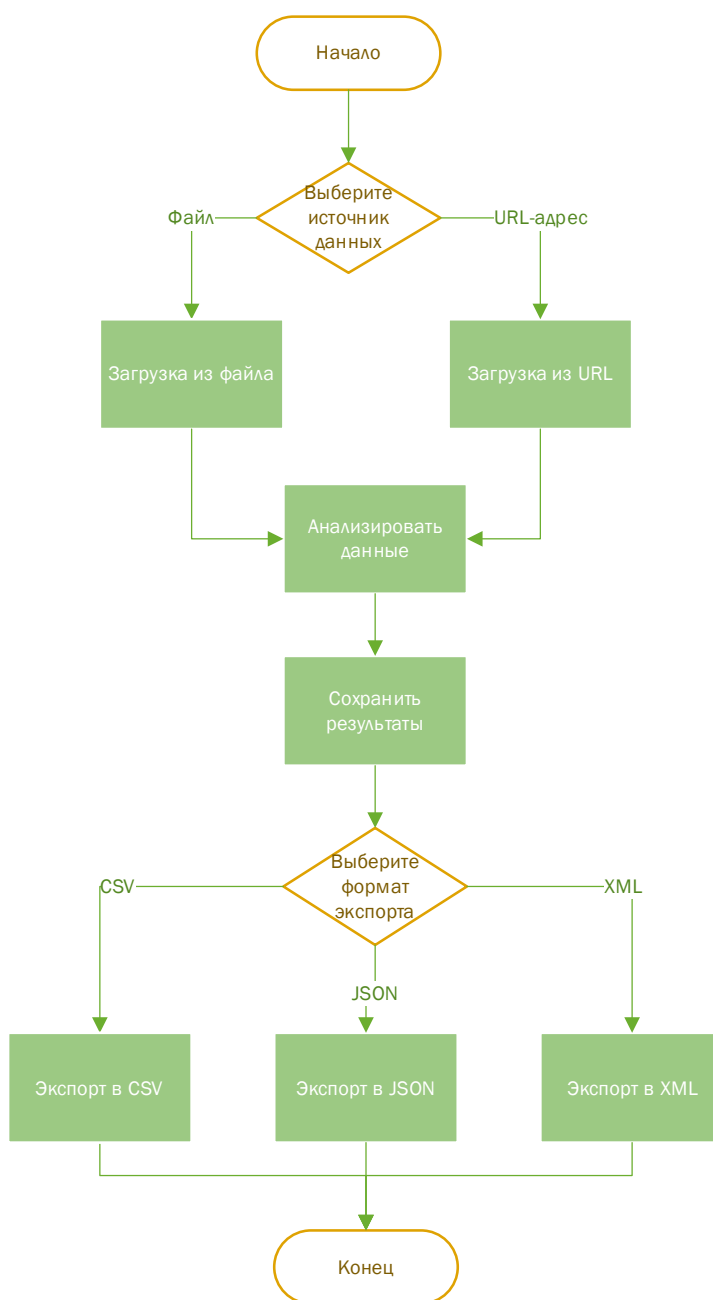 Начало
Выберите
источник
данных
Файл
URL-адрес
Загрузка из файла
Загрузка из URL
Анализировать
данные
Сохранить
результаты
Выберите
формат
экспорта
CSV
XML
JSON
Экспорт в CSV
Экспорт в JSON
Экспорт в XML
Конец